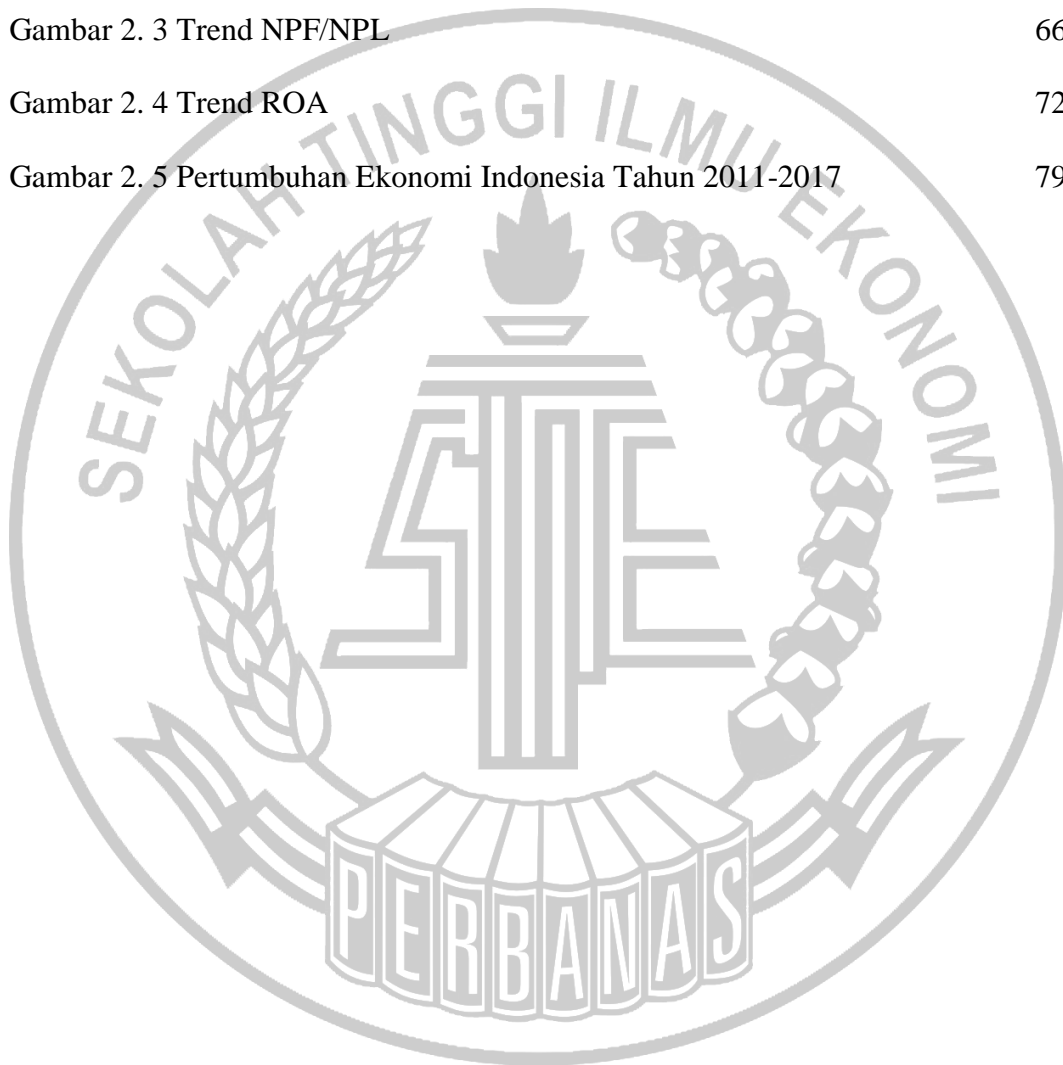 Gambar 2. 3 Trend NPF/NPL 66
Gambar 2. 4 Trend ROA 72
Gambar 2. 5 Pertumbuhan Ekonomi Indonesia Tahun 2011-2017 79
SEKOLAH TINGGI ILMU EKONOMI
STIE
PERBANAS